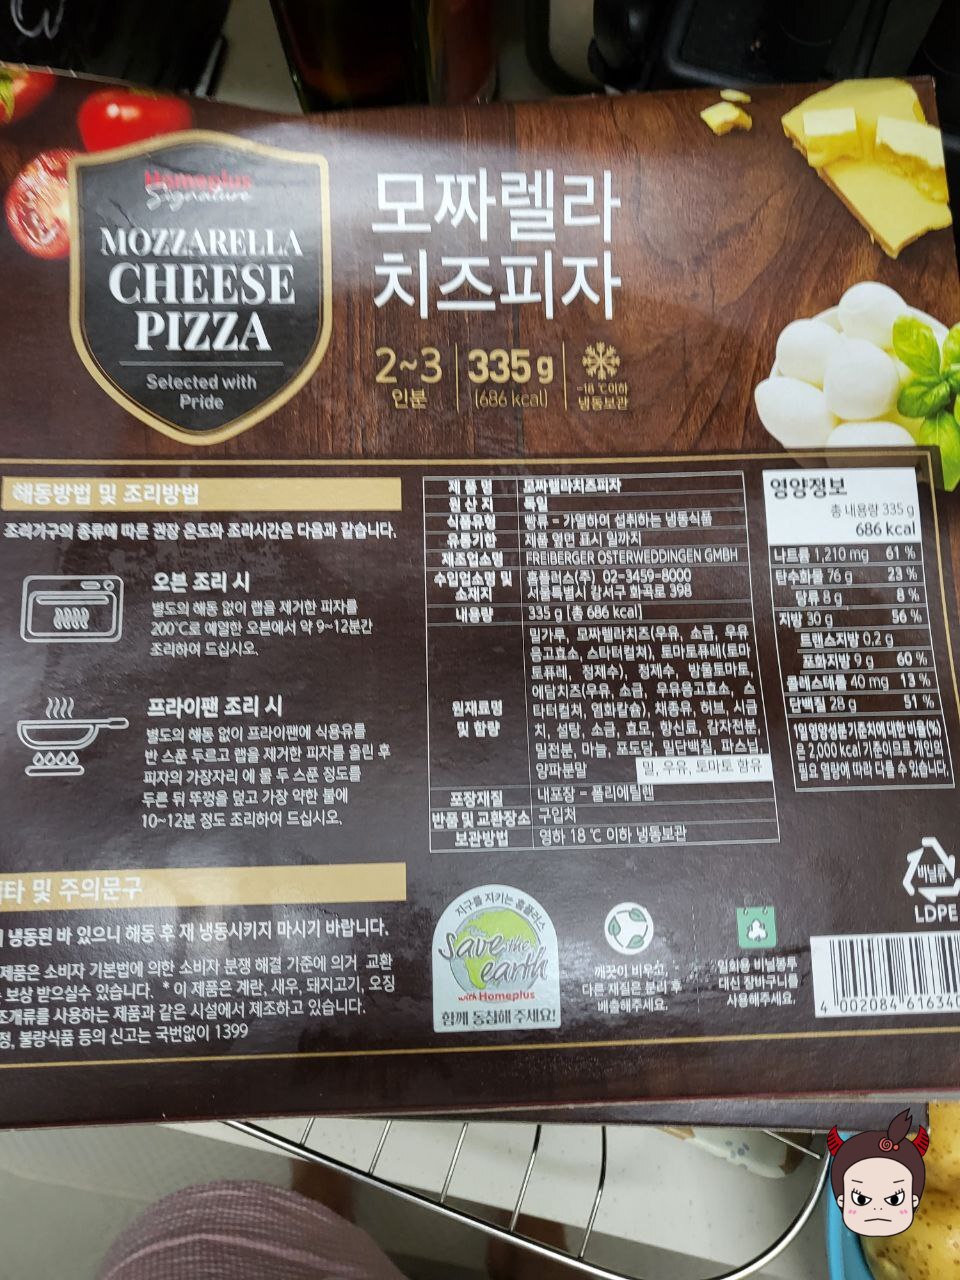 Homeplus
Signature
MOZZARELLA
CHEESE
PIZZA
Selected with
Pride
모짜렐라
치즈피자
2~3
인분
335 g
(686 kcal)
-18 ℃이하
냉동보관
해동방법 및 조리방법
조리기구의 종류에 따른 권장 온도와 조리시간은 다음과 같습니다.
오븐 조리 시
별도의 해동 없이 랩을 제거한 피자를
200℃로 예열한 오븐에서 약 9~12분간
조리하여 드십시오.
프라이팬 조리 시
별도의 해동 없이 프라이팬에 식용유를
반 스푼 두르고 랩을 제거한 피자를 올린 후
피자의 가장자리 에 물 두 스푼 정도를
두른 뒤 뚜껑을 덮고 가장 약한 불에
10~12분 정도 조리하여 드십시오.
타 및 주의문구
냉동된 바 있으니 해동 후 재 냉동시키지 마시기 바랍니다.
제품은 소비자 기본법에 의한 소비자 분쟁 해결 기준에 의거 교환
보상 받으실수 있습니다. * 이 제품은 계란, 새우, 돼지고기, 오징
조개류를 사용하는 제품과 같은 시설에서 제조하고 있습니다.
정, 불량식품 등의 신고는 국번없이 1399
제 품 명 모짜렐라치즈피자
원 산 지 독일
식품유형 빵류 - 가열하여 섭취하는 냉동식품
유통기한 제품 옆면 표시 일까지
제조업소명 FREIBERGER OSTERWEDDINGEN GMBH
수입업소명 및 홈플러스(주), 02-3459-8000
소재지 서울특별시 강서구 화곡로 398
내용량 335 g (총 686 kcal)
원재료명
및 함량
밀가루, 모짜렐라치즈(우유, 소금, 우유
응고효소, 스타터컬쳐), 토마토퓨레(토마
토퓨레, 정제수), 정제수, 방울토마토,
에담치즈(우유, 소금, 우유응고효소, 스
타터컬쳐, 염화칼슘), 채종유, 허브, 시금
치, 설탕, 소금, 효모, 향신료, 감자전분,
밀전분, 마늘, 포도당, 밀단백질, 파스닙,
양파분말
밀, 우유, 토마토 함유
포장재질 내포장 - 폴리에틸렌
반품 및 교환장소 구입처
보관방법 영하 18 ℃ 이하 냉동보관
영양정보
총 내용량 335 g
686 kcal
나트륨 1,210 mg 61 %
탄수화물 76 g 23 %
당류 8 g 8 %
지방 30 g 56 %
트랜스지방 0.2 g
포화지방 9 g 60 %
콜레스테롤 40 mg 13 %
단백질 28 g 51 %
1일 영양성분 기준치에 대한 비율(%)
은 2,000 kcal 기준이므로 개인의
필요 열량에 따라 다를 수 있습니다.
비닐류
LDPE
지구를 지키는 홈플러스
Save the
earth
with Homeplus
함께 동참해 주세요!
깨끗이 비우고,
다른 재질은 분리 후
배출해주세요.
일회용 비닐봉투
대신 장바구니를
사용해주세요.
4 002084 616340